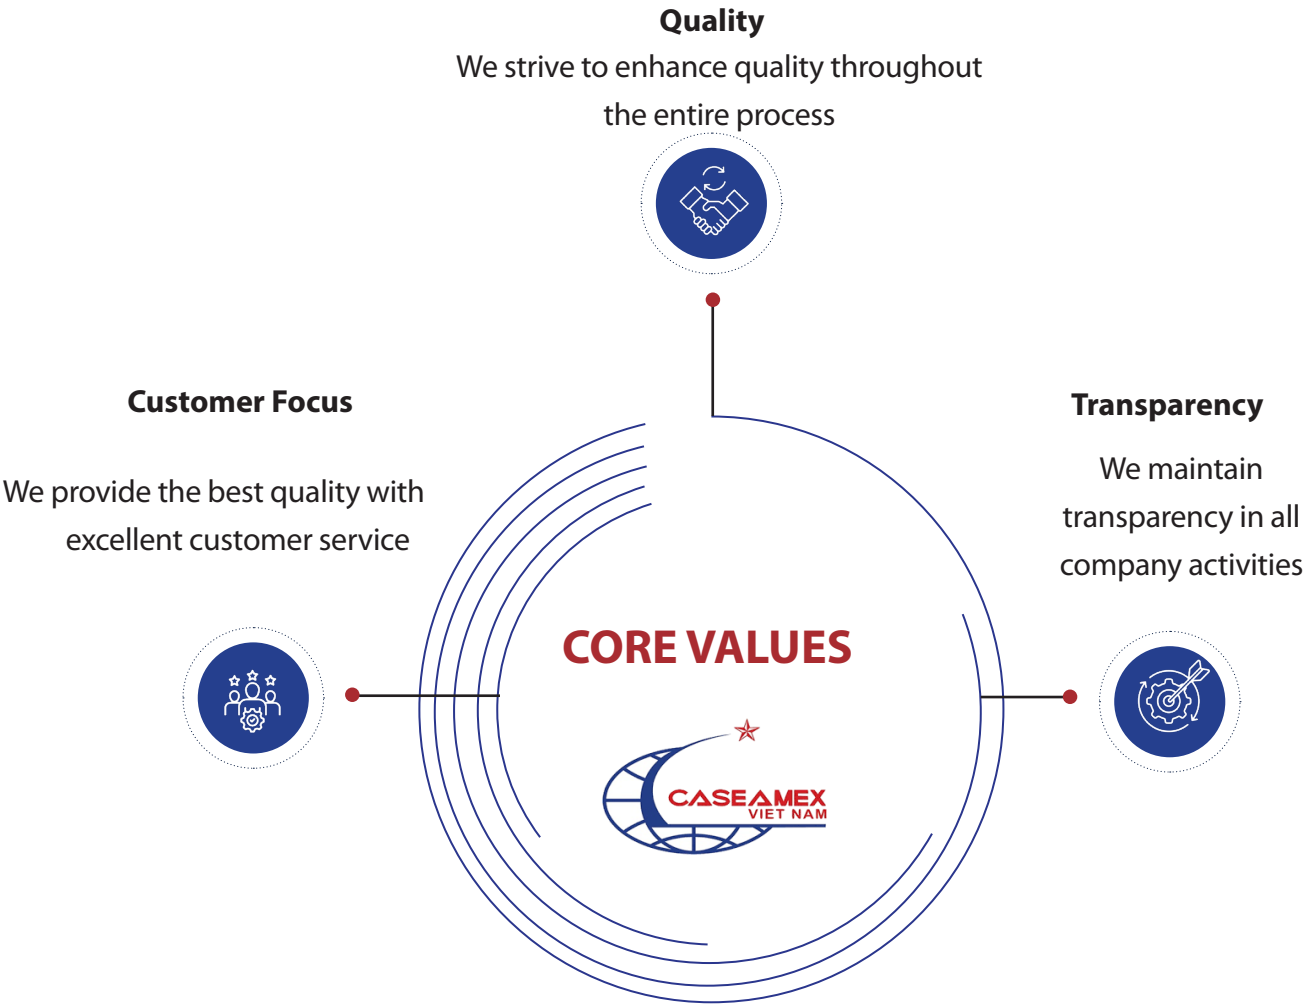 Quality
We strive to enhance quality throughout
the entire process
Customer Focus
We provide the best quality with
excellent customer service
Transparency
We maintain
transparency in all
company activities
CORE VALUES
CASEAMEX
VIET NAM